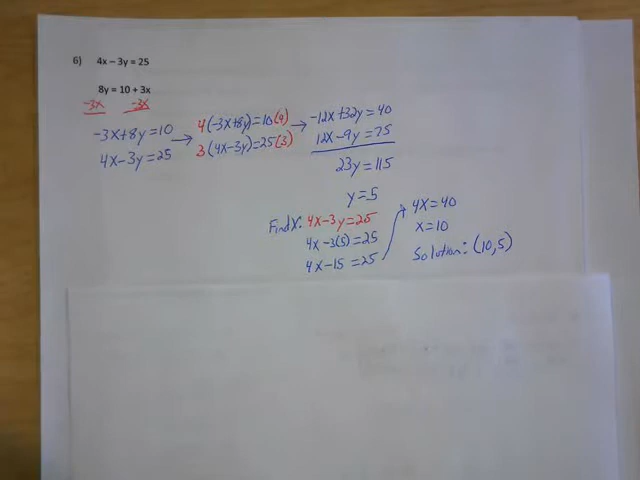 6) 4x – 3y = 25
8y = 10 + 3x
-3x -3x
-3x+8y=10
4x-3y=25
→
4(-3x+8y)=10(4)
3(4x-3y)=25(3)
→
-12x+32y=40
12x-9y=75
23y=115
y=5
Find X: 4x-3y=25
4x-3(5)=25
4x-15=25
→ 4x=40
x=10
Solution: (10,5)